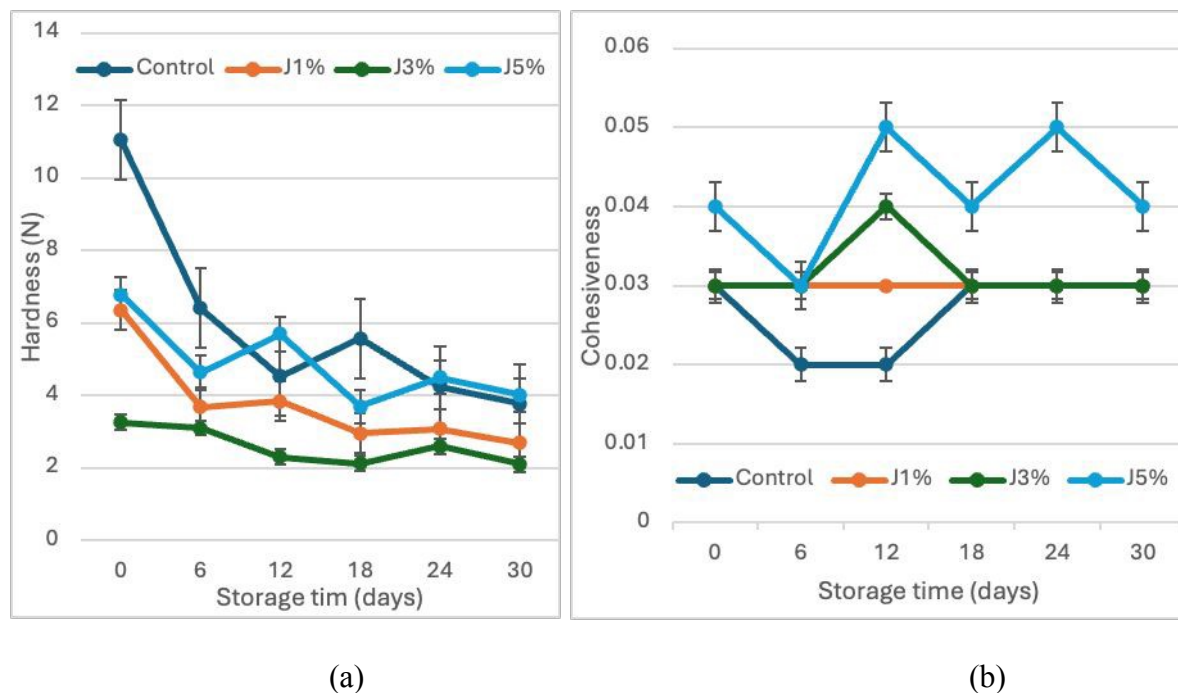 14
12
10
8
6
4
2
0
Hardness (N)
Control J1% J3% J5%
0 6 12 18 24 30
Storage tim (days)
(a)
0.06
0.05
0.04
0.03
0.02
0.01
0
Cohesiveness
Control J1% J3% J5%
0 6 12 18 24 30
Storage time (days)
(b)